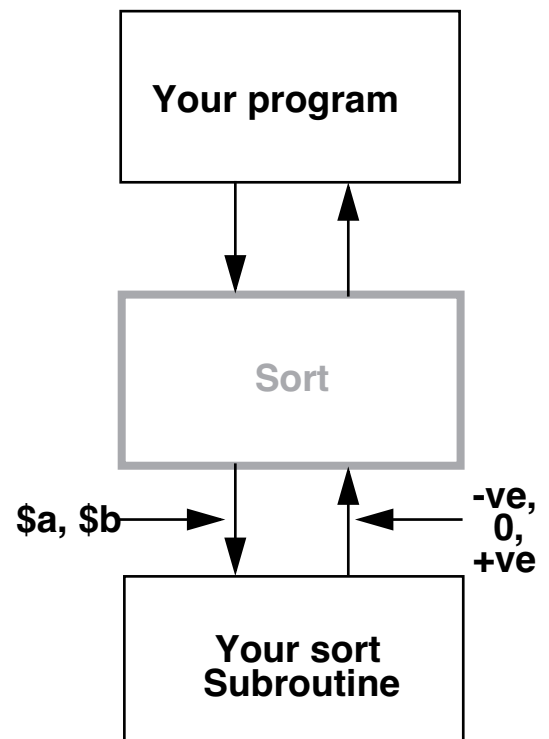 Your program
Sort
$a, $b
-ve,
0,
+ve
Your sort
Subroutine